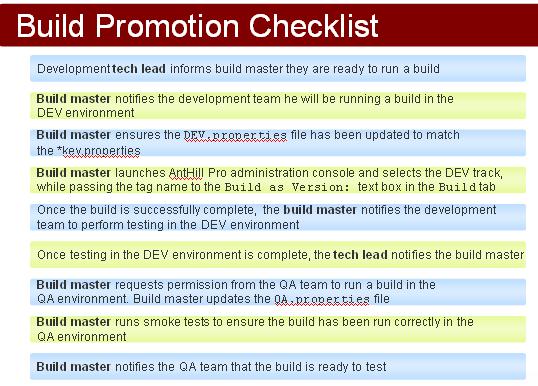 Build Promotion Checklist
Development tech lead informs build master they are ready to run a build
Build master notifies the development team he will be running a build in the
DEV environment
Build master ensures the DEV.properties file has been updated to match
the *key.properties
Build master launches AntHill Pro administration console and selects the DEV track,
while passing the tag name to the Build as Version: text box in the Build tab
Once the build is successfully complete, the build master notifies the development
team to perform testing in the DEV environment
Once testing in the DEV environment is complete, the tech lead notifies the build master
Build master requests permission from the QA team to run a build in the
QA environment. Build master updates the QA.properties file
Build master runs smoke tests to ensure the build has been run correctly in the
QA environment
Build master notifies the QA team that the build is ready to test